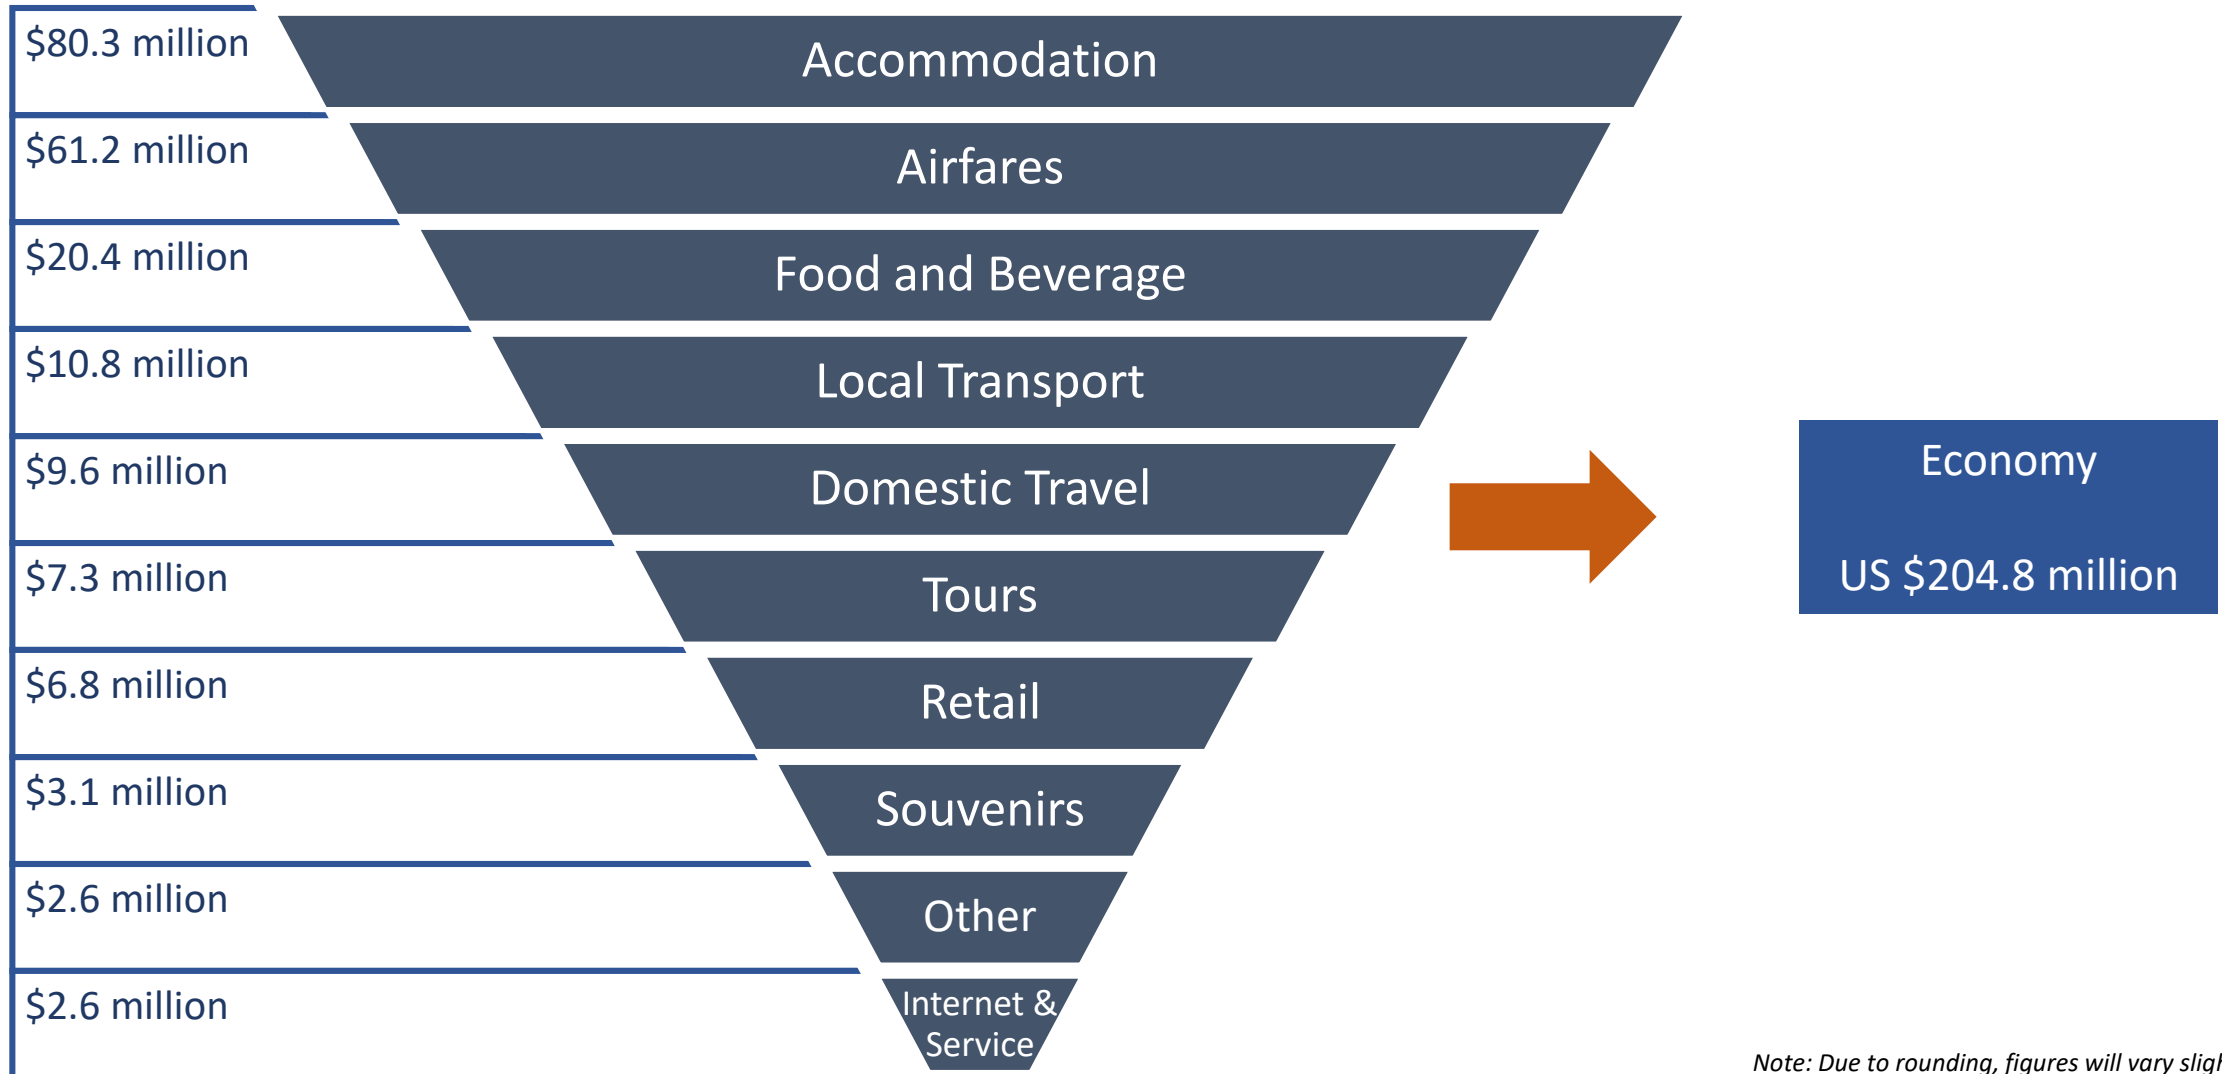 $80.3 million
Accommodation
$61.2 million
Airfares
$20.4 million
Food and Beverage
$10.8 million
Local Transport
$9.6 million
Domestic Travel
$7.3 million
Tours
$6.8 million
Retail
$3.1 million
Souvenirs
$2.6 million
Other
$2.6 million
Internet &
Service
Economy
US $204.8 million
Note: Due to rounding, figures will vary